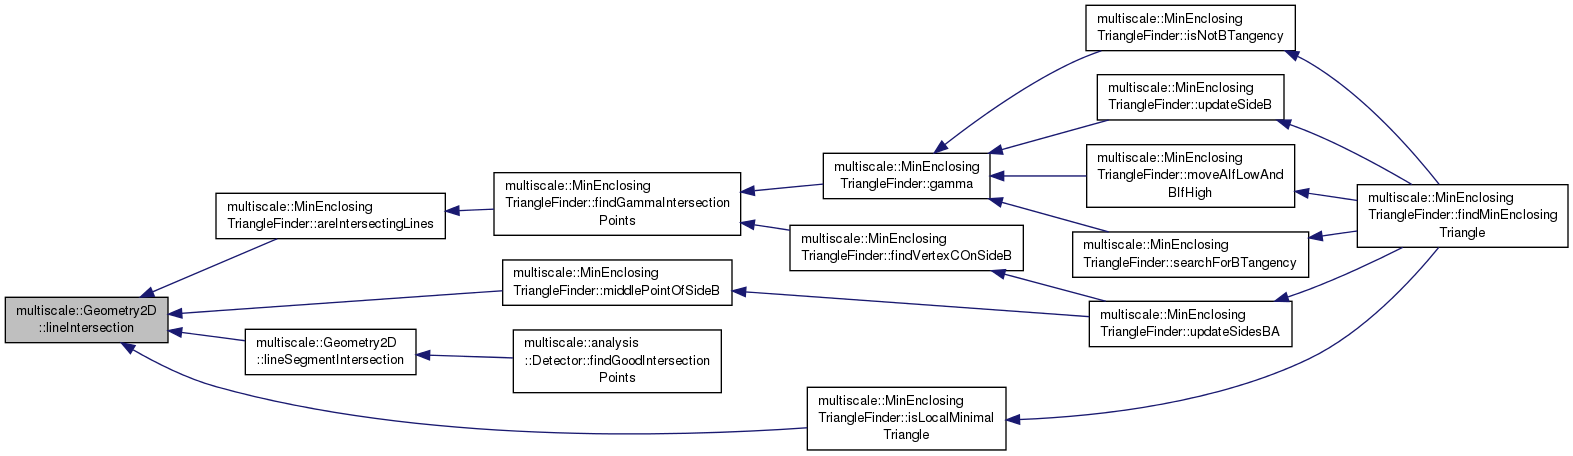 multiscale::Geometry2D
::lineIntersection
multiscale::MinEnclosing
TriangleFinder::areIntersectingLines
multiscale::MinEnclosing
TriangleFinder::findGammaIntersection
Points
multiscale::MinEnclosing
TriangleFinder::gamma
multiscale::MinEnclosing
TriangleFinder::isNotBTangency
multiscale::MinEnclosing
TriangleFinder::updateSideB
multiscale::MinEnclosing
TriangleFinder::moveAIfLowAnd
BIfHigh
multiscale::MinEnclosing
TriangleFinder::searchForBTangency
multiscale::MinEnclosing
TriangleFinder::findMinEnclosing
Triangle
multiscale::MinEnclosing
TriangleFinder::findVertexCOnSideB
multiscale::MinEnclosing
TriangleFinder::middlePointOfSideB
multiscale::MinEnclosing
TriangleFinder::updateSidesBA
multiscale::Geometry2D
::lineSegmentIntersection
multiscale::analysis
::Detector::findGoodIntersection
Points
multiscale::MinEnclosing
TriangleFinder::isLocalMinimal
Triangle